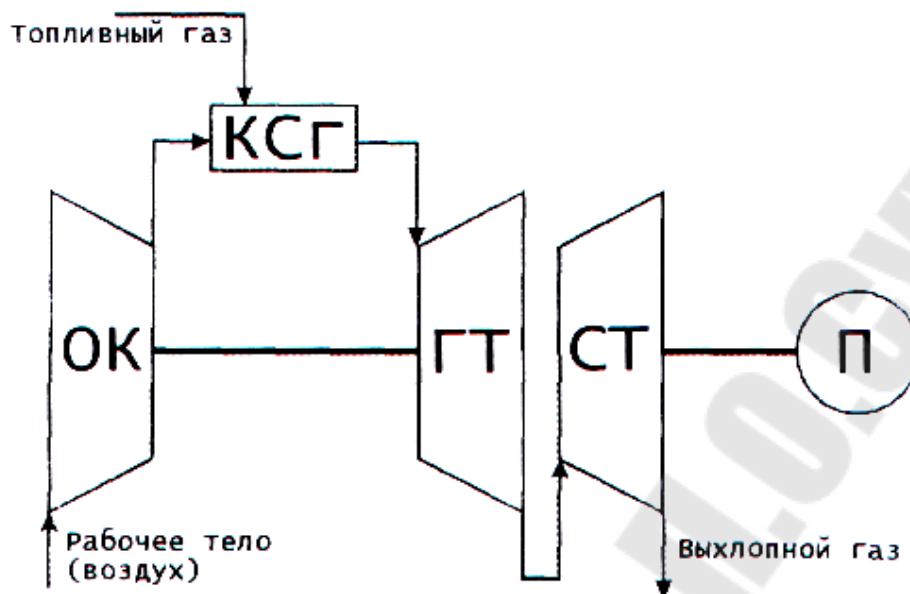 Топливный газ
КСГ
ОК
ГТ
СТ
П
Рабочее тело
(воздух)
Выхлопной газ